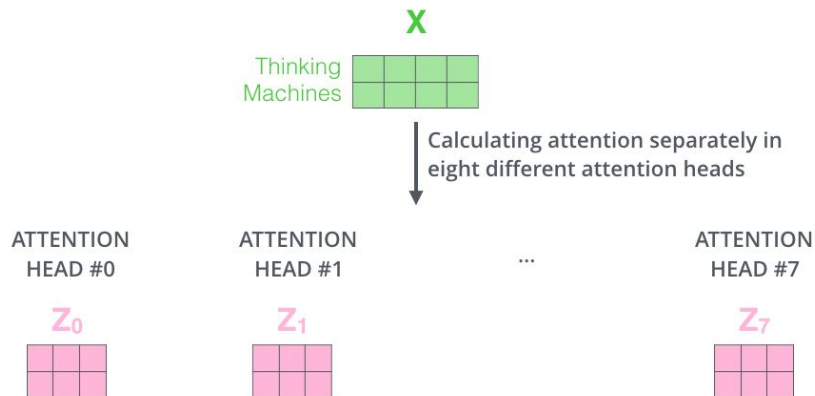 X
Thinking
Machines
Calculating attention separately in
eight different attention heads
ATTENTION
HEAD #0
ATTENTION
HEAD #1
...
ATTENTION
HEAD #7
Z0
Z1
Z7